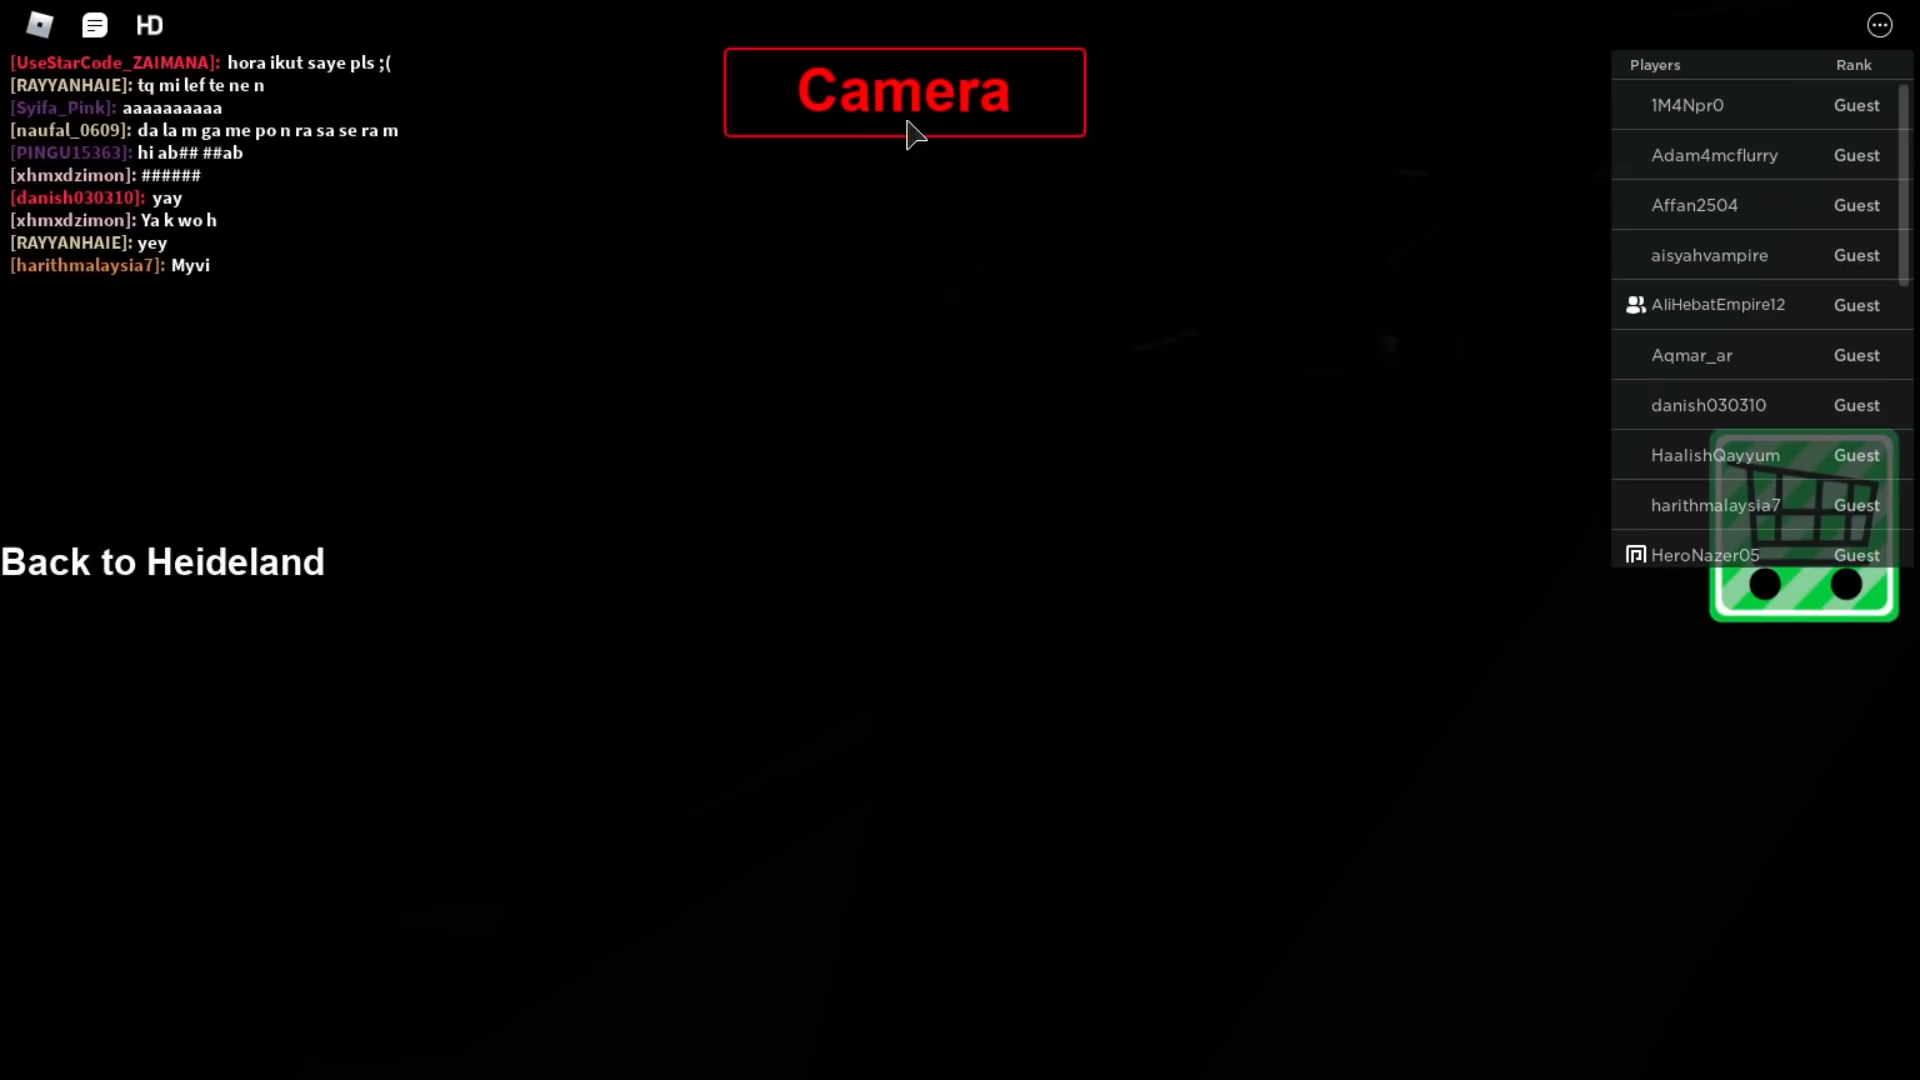 HD
[UseStarCode_ZAIMANA]: hora ikut saye pls ;(
[RAYYANHAIE]: tq mi lef te ne n
[Syifa_Pink]: aaaaaaaaaa
[naufal_0609]: da la m ga me po n ra sa se ra m
[PINGU15363]: hi ab## ##ab
[xhmxdzimon]: ######
[danish030310]: yay
[xhmxdzimon]: Ya k wo h
[RAYYANHAIE]: yey
[harithmalaysia7]: Myvi
Camera
Back to Heideland
Players Rank
1M4Npr0 Guest
Adam4mcflurry Guest
Affan2504 Guest
aisyahvampire Guest
AliHebatEmpire12 Guest
Aqmar_ar Guest
danish030310 Guest
HaalishQayyum Guest
harithmalaysia7 Guest
HeroNazer05 Guest